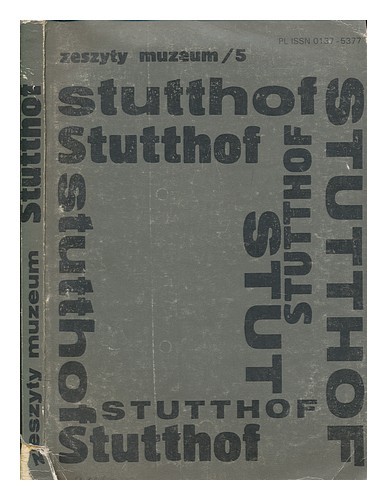 PL ISSN 0137-5377
zeszyty muzeum/5
stutthof
Stutthof
stutthof
STUTTHOF
STUTTHOF
STUT
STUTTHOF
Stutthof
zeszyty muzeum Stutthof